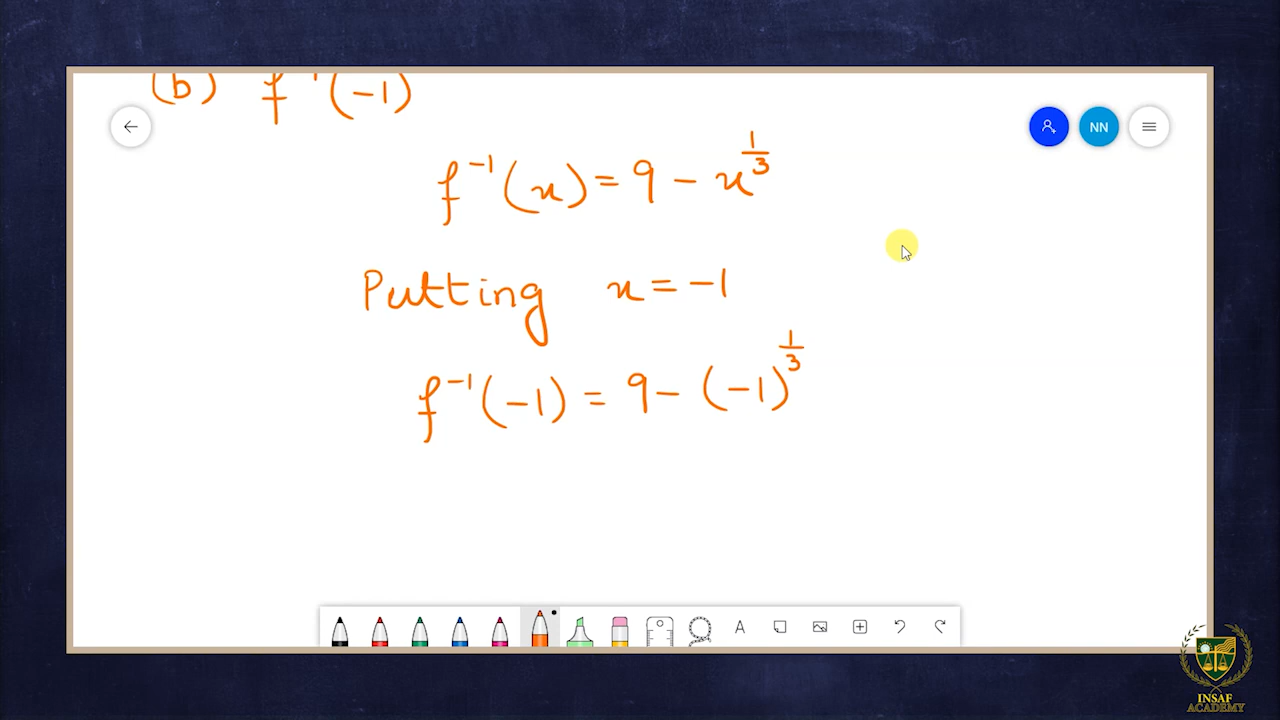 (b) f⁻¹(-1)
NN
f⁻¹(x) = 9 - x^(1/3)
Putting x = -1
f⁻¹(-1) = 9 - (-1)^(1/3)
A
INSAF
ACADEMY